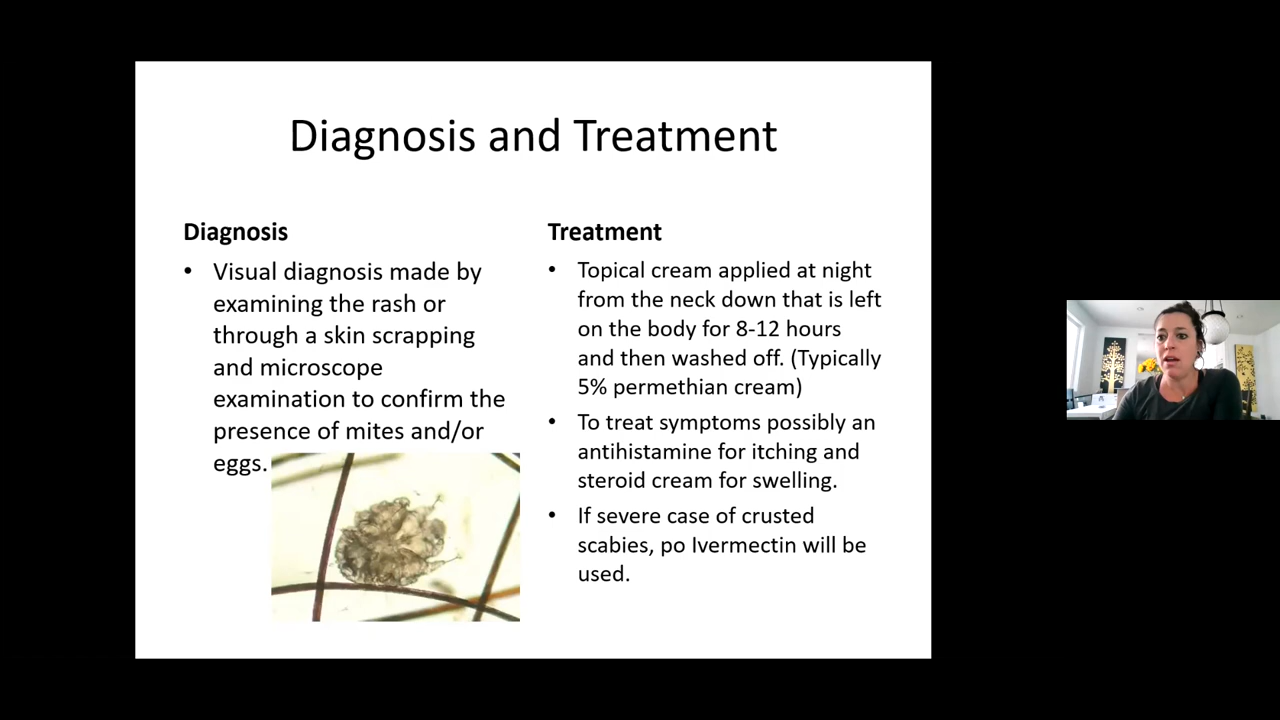 Diagnosis and Treatment
Diagnosis
• Visual diagnosis made by
examining the rash or
through a skin scrapping
and microscope
examination to confirm the
presence of mites and/or
eggs.
Treatment
• Topical cream applied at night
from the neck down that is left
on the body for 8-12 hours
and then washed off. (Typically
5% permethian cream)
• To treat symptoms possibly an
antihistamine for itching and
steroid cream for swelling.
• If severe case of crusted
scabies, po Ivermectin will be
used.